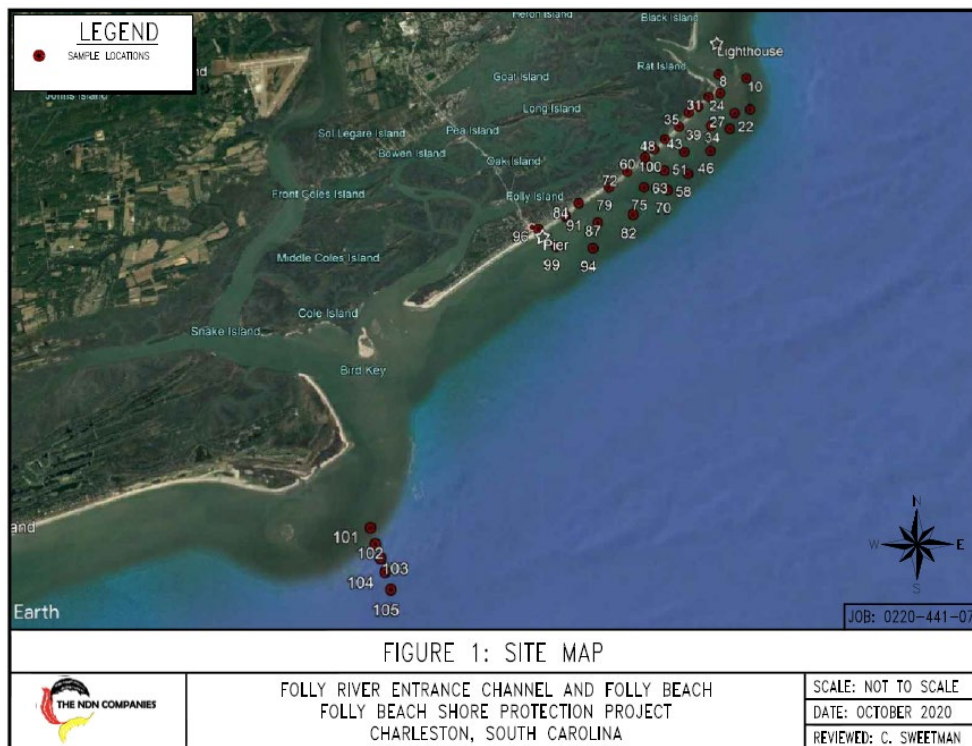 LEGEND
SAMPLE LOCATIONS
Heron Island
Black Island
Lighthouse
Rat Island
Goat Island
Johns Island
Long Island
Sol Legare Island
Pea Island
Bowen Island
Oak Island
Front Coles Island
Folly Island
Middle Coles Island
Cole Island
Snake Island
Bird Key
8
10
31
24
22
27
35
39
34
43
48
100
51
46
60
63
58
72
79
75
70
84
91
87
82
96
Pier
99
94
101
102
103
104
105
and
Earth
N
W
E
S
JOB: 0220-441-07
FIGURE 1: SITE MAP
THE NDN COMPANIES
FOLLY RIVER ENTRANCE CHANNEL AND FOLLY BEACH
FOLLY BEACH SHORE PROTECTION PROJECT
CHARLESTON, SOUTH CAROLINA
SCALE: NOT TO SCALE
DATE: OCTOBER 2020
REVIEWED: C. SWEETMAN